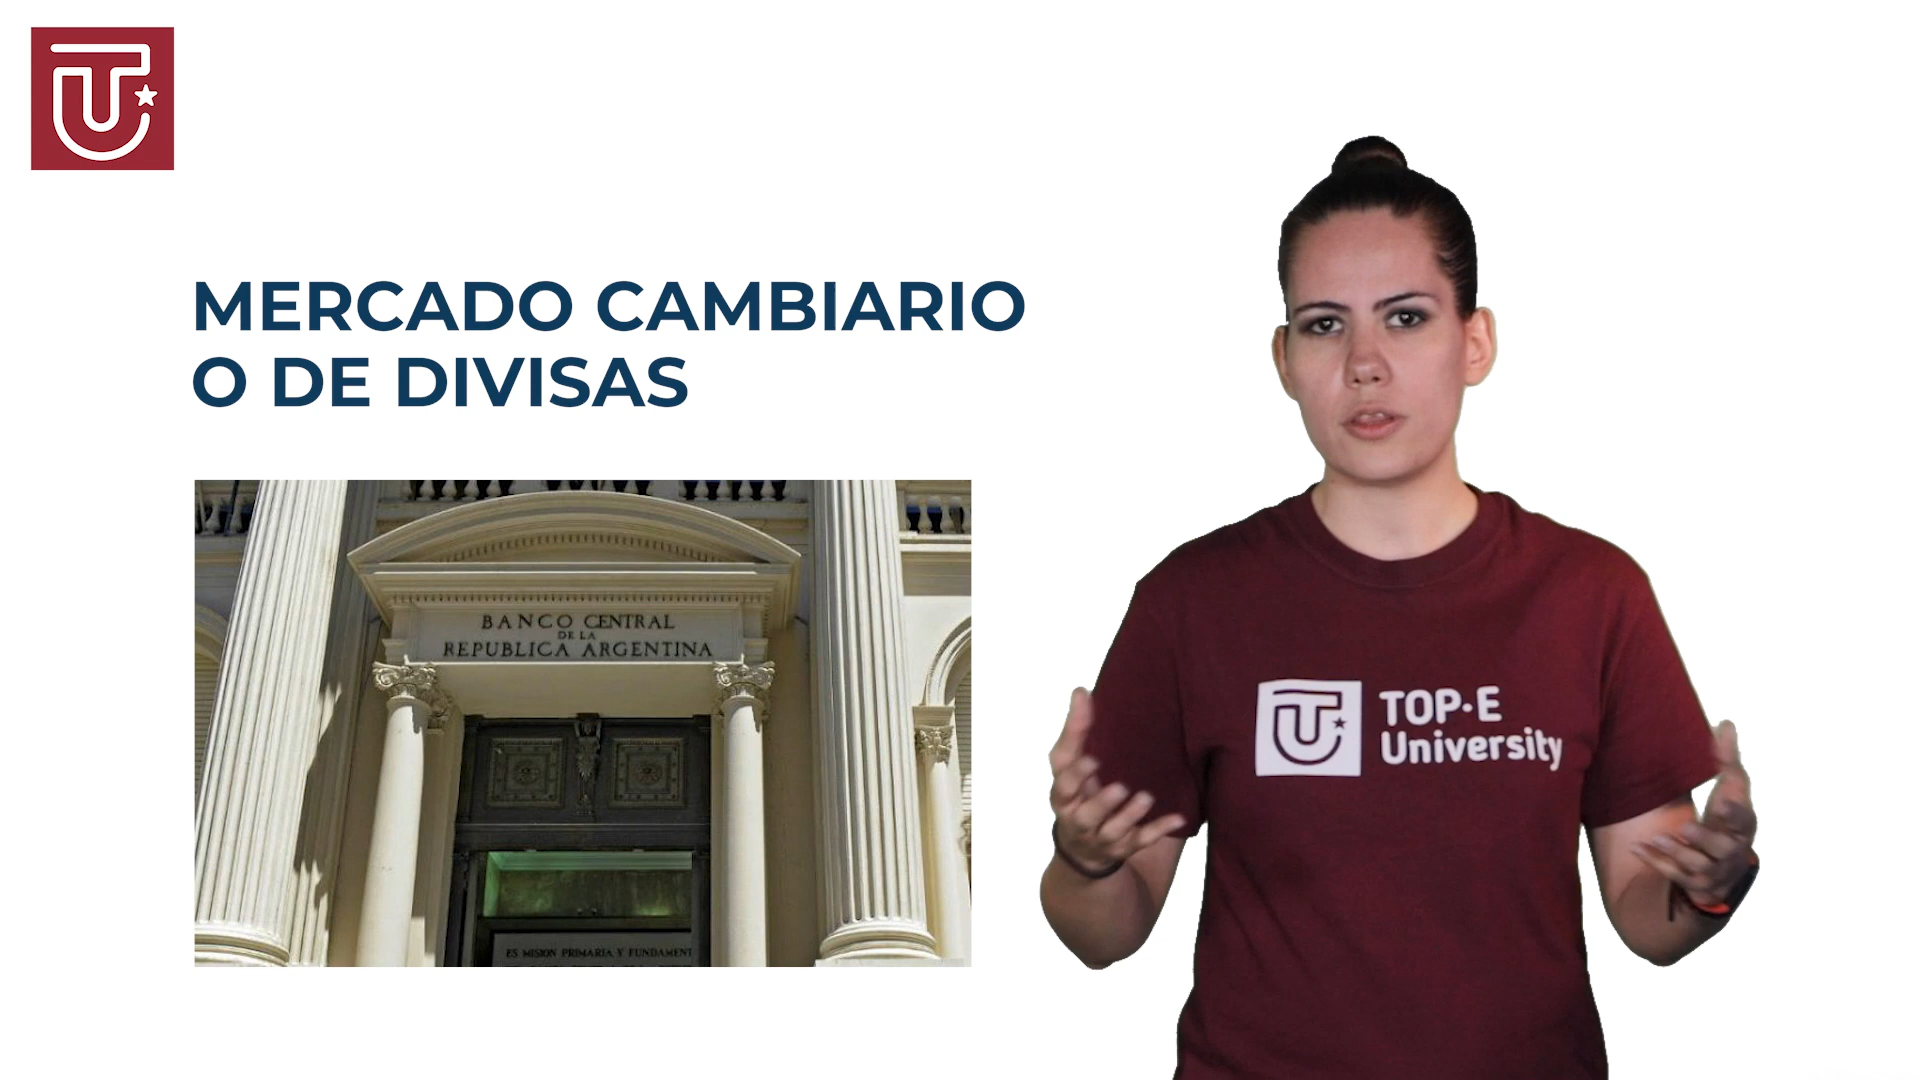 MERCADO CAMBIARIO
O DE DIVISAS
BANCO CENTRAL
DE LA
REPUBLICA ARGENTINA
ES MISION PRIMARIA Y FUNDAMENT
TOP·E
University